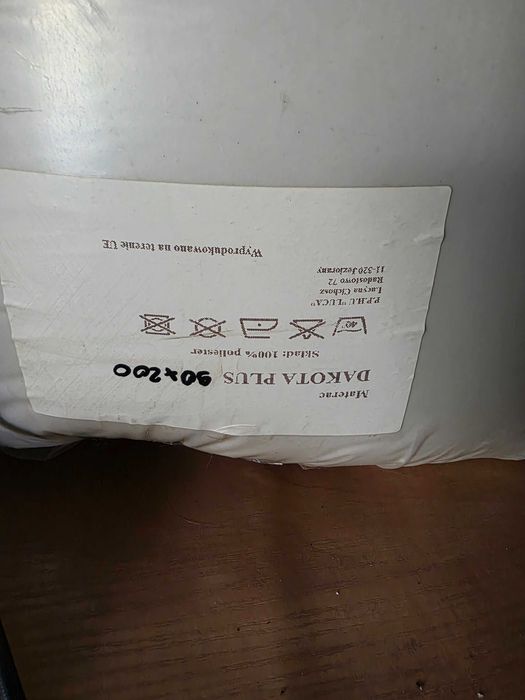 Materac
DAKOTA PLUS 90x200
Skład: 100% poliester
40°
P.P.H.U "LUCA"
Lucyna Cichosz
Radostowo 72
11-320 Jeziorany
Wyprodukowano na terenie UE